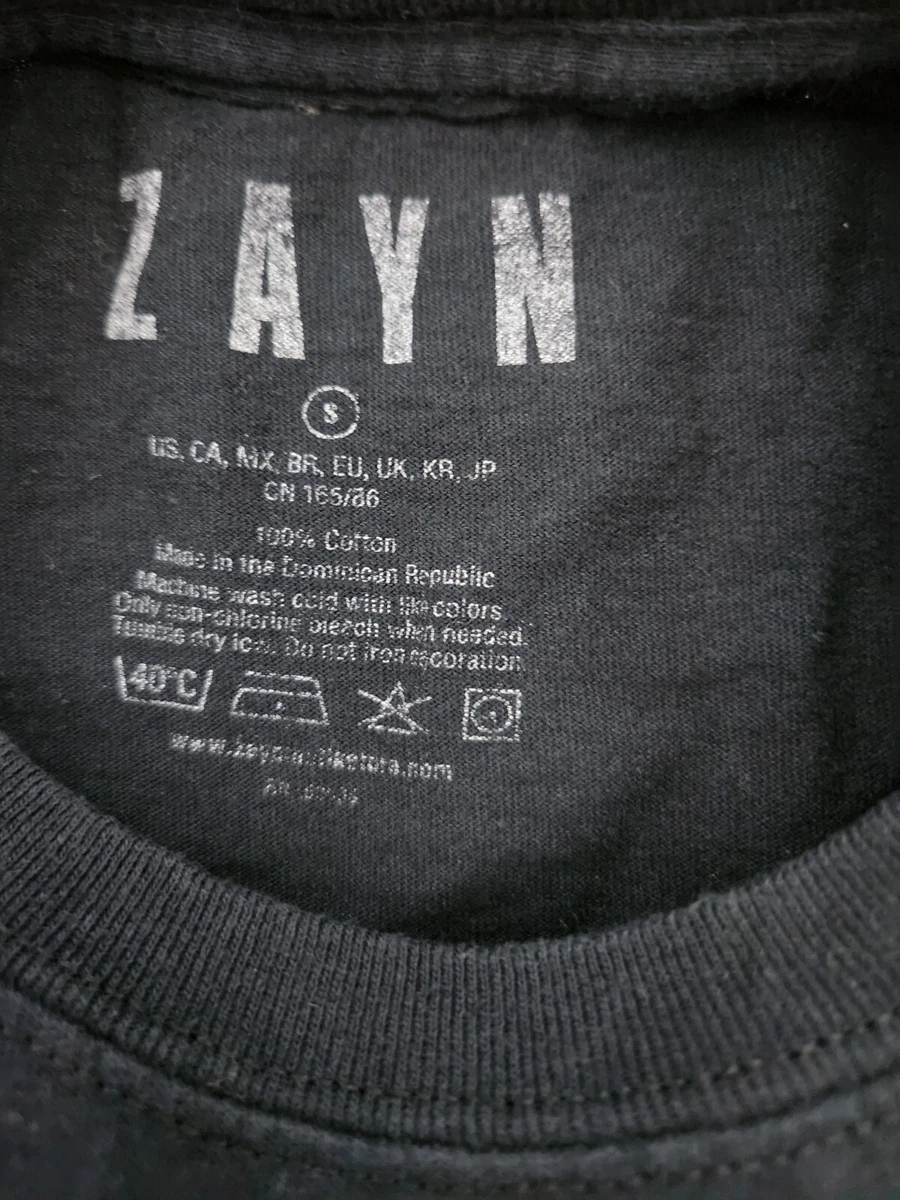 ZAYN
S
US, CA, MX, BR, EU, UK, KR, JP
CN 165/86
100% Cotton
Made in the Dominican Republic
Machine wash cold with like colors
Only non-chlorine bleach when needed.
Tumble dry low. Do not iron decoration.
40°C